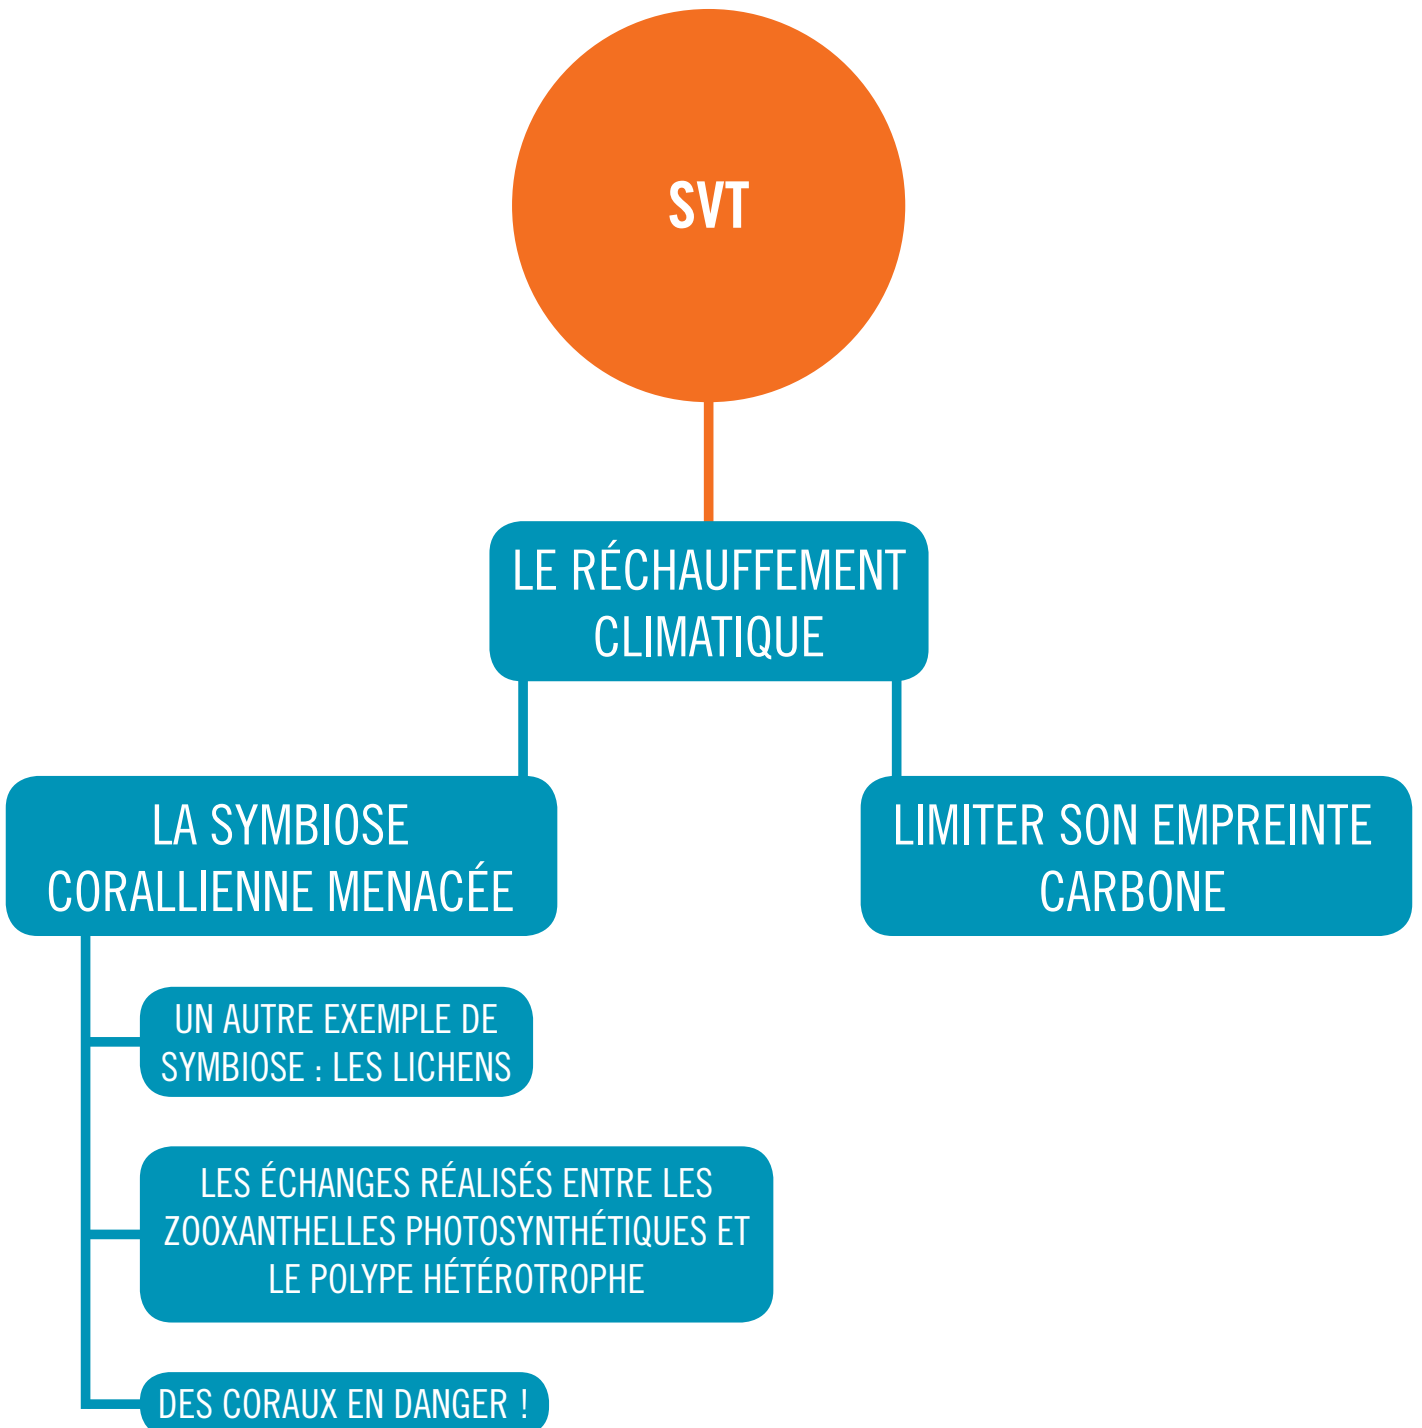 SVT
LE RÉCHAUFFEMENT
CLIMATIQUE
LA SYMBIOSE
CORALLIENNE MENACÉE
LIMITER SON EMPREINTE
CARBONE
UN AUTRE EXEMPLE DE
SYMBIOSE : LES LICHENS
LES ÉCHANGES RÉALISÉS ENTRE LES
ZOOXANTHELLES PHOTOSYNTHÉTIQUES ET
LE POLYPE HÉTÉROTROPHE
DES CORAUX EN DANGER !